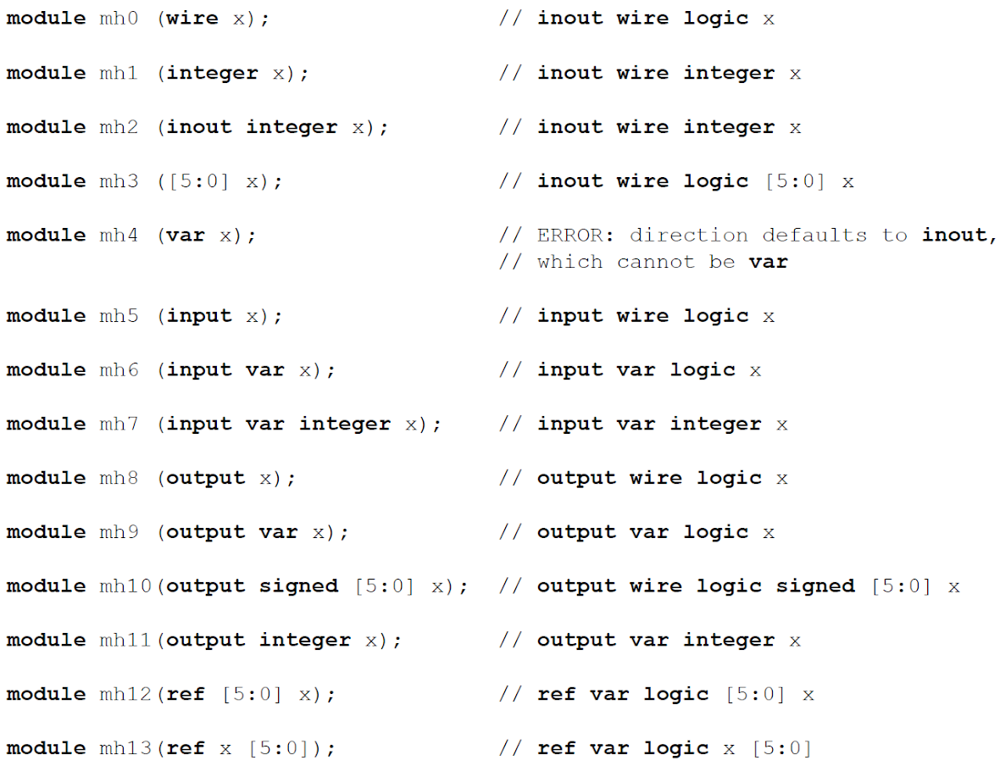 module mh0 (wire x); // inout wire logic x
module mh1 (integer x); // inout wire integer x
module mh2 (inout integer x); // inout wire integer x
module mh3 ([5:0] x); // inout wire logic [5:0] x
module mh4 (var x); // ERROR: direction defaults to inout,
// which cannot be var
module mh5 (input x); // input wire logic x
module mh6 (input var x); // input var logic x
module mh7 (input var integer x); // input var integer x
module mh8 (output x); // output wire logic x
module mh9 (output var x); // output var logic x
module mh10(output signed [5:0] x); // output wire logic signed [5:0] x
module mh11(output integer x); // output var integer x
module mh12(ref [5:0] x); // ref var logic [5:0] x
module mh13(ref x [5:0]); // ref var logic x [5:0]